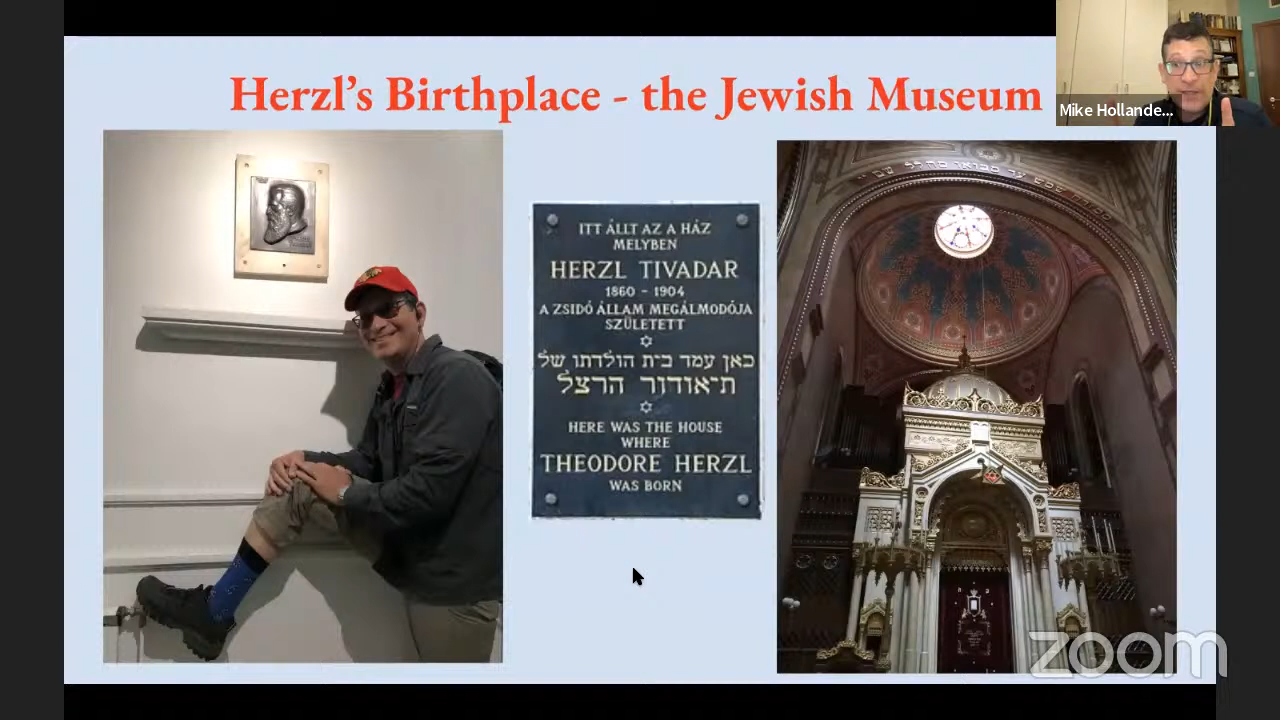 Herzl’s Birthplace - the Jewish Museum
Mike Hollande...
ITT ÁLLT AZ A HÁZ
MELYBEN
HERZL TIVADAR
1860 - 1904
A ZSIDÓ ÁLLAM MEGÁLMODÓJA
SZÜLETETT
כאן עמד בית הולדתו של
תיאודור הרצל
HERE WAS THE HOUSE
WHERE
THEODORE HERZL
WAS BORN
zoom